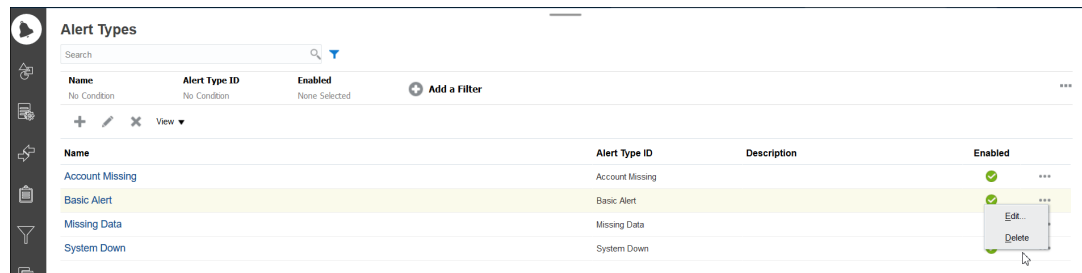 Alert Types
Search
Name Alert Type ID Enabled
No Condition No Condition None Selected
Add a Filter
View
Name Alert Type ID Description Enabled
Account Missing Account Missing
Basic Alert Basic Alert
Edit...
Missing Data Missing Data
Delete
System Down System Down